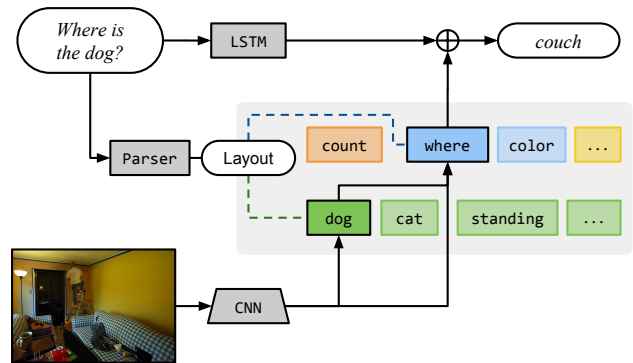 Where is
the dog?
LSTM
couch
Parser
Layout
count
where
color
...
dog
cat
standing
...
CNN